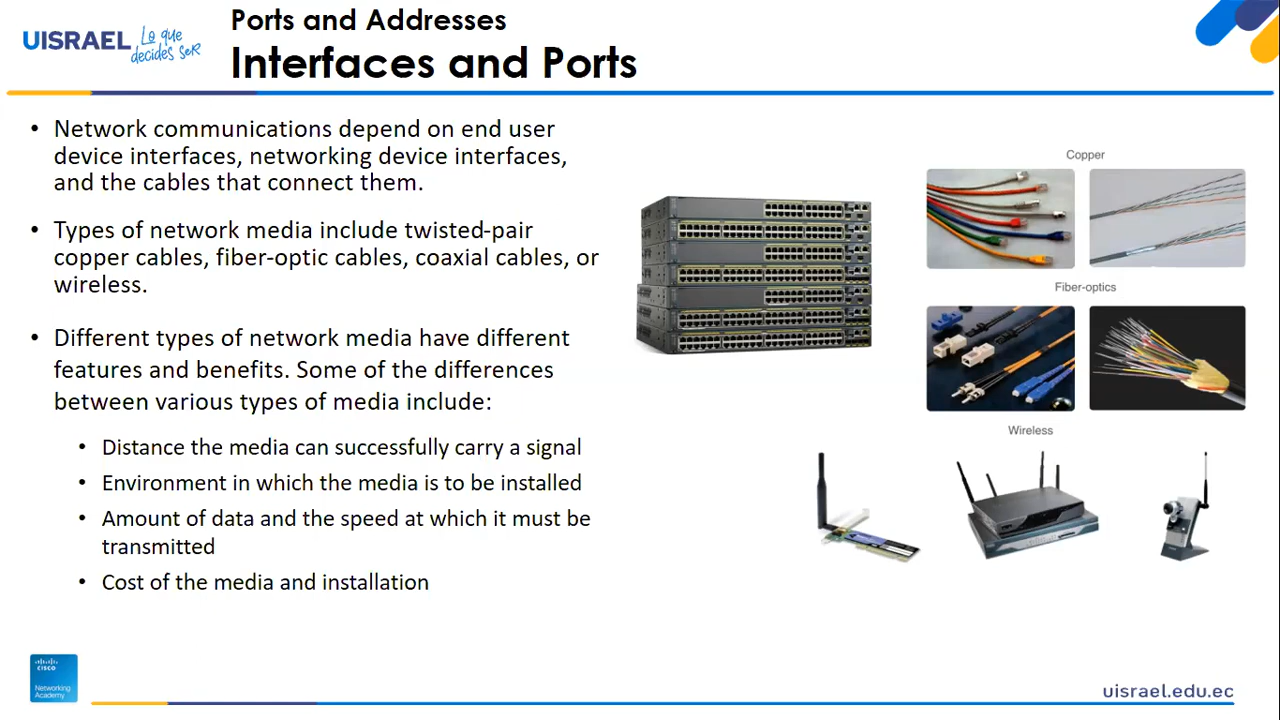 Ports and Addresses
UISRAEL Lo que decides seR
Interfaces and Ports
• Network communications depend on end user
device interfaces, networking device interfaces,
and the cables that connect them.
• Types of network media include twisted-pair
copper cables, fiber-optic cables, coaxial cables, or
wireless.
• Different types of network media have different
features and benefits. Some of the differences
between various types of media include:
• Distance the media can successfully carry a signal
• Environment in which the media is to be installed
• Amount of data and the speed at which it must be
transmitted
• Cost of the media and installation
Copper
Fiber-optics
Wireless
CISCO
Networking
Academy
uisrael.edu.ec